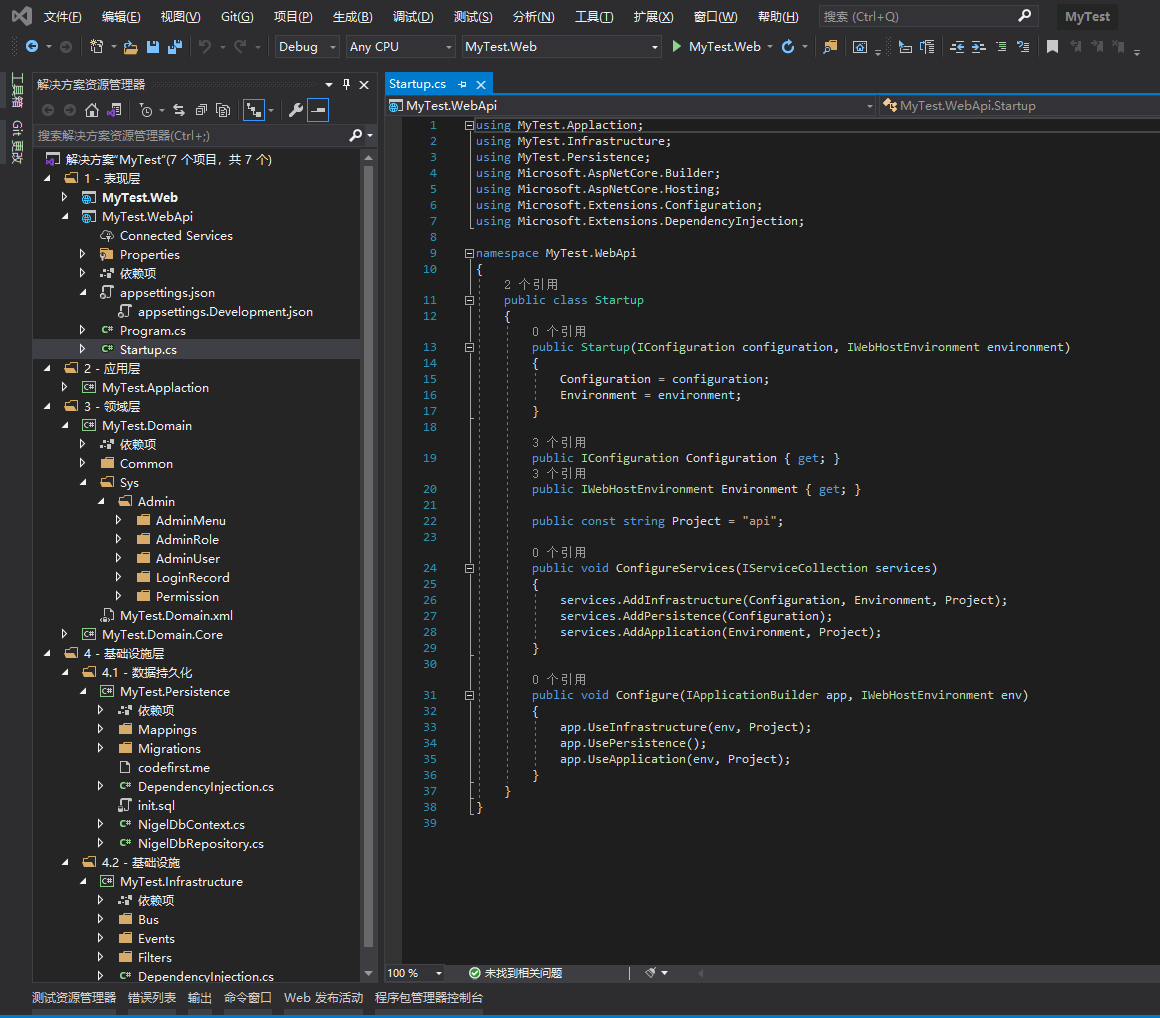 文件(F) 编辑(E) 视图(V) Git(G) 项目(P) 生成(B) 调试(D) 测试(S) 分析(N) 工具(T) 扩展(X) 窗口(W) 帮助(H) 搜索 (Ctrl+Q) MyTest
Debug Any CPU MyTest.Web MyTest.Web
工具箱
Git 更改
解决方案资源管理器
搜索解决方案资源管理器(Ctrl+;)
解决方案"MyTest"(7 个项目，共 7 个)
1 - 表现层
MyTest.Web
MyTest.WebApi
Connected Services
Properties
依赖项
appsettings.json
appsettings.Development.json
Program.cs
Startup.cs
2 - 应用层
MyTest.Applaction
3 - 领域层
MyTest.Domain
依赖项
Common
Sys
Admin
AdminMenu
AdminRole
AdminUser
LoginRecord
Permission
MyTest.Domain.xml
MyTest.Domain.Core
4 - 基础设施层
4.1 - 数据持久化
MyTest.Persistence
依赖项
Mappings
Migrations
codefirst.me
DependencyInjection.cs
init.sql
NigelDbContext.cs
NigelDbRepository.cs
4.2 - 基础设施
MyTest.Infrastructure
依赖项
Bus
Events
Filters
DependencyInjection.cs
Startup.cs
MyTest.WebApi MyTest.WebApi.Startup
1 using MyTest.Applaction;
2 using MyTest.Infrastructure;
3 using MyTest.Persistence;
4 using Microsoft.AspNetCore.Builder;
5 using Microsoft.AspNetCore.Hosting;
6 using Microsoft.Extensions.Configuration;
7 using Microsoft.Extensions.DependencyInjection;
8
9 namespace MyTest.WebApi
10 {
2 个引用
11 public class Startup
12 {
0 个引用
13 public Startup(IConfiguration configuration, IWebHostEnvironment environment)
14 {
15 Configuration = configuration;
16 Environment = environment;
17 }
18
3 个引用
19 public IConfiguration Configuration { get; }
3 个引用
20 public IWebHostEnvironment Environment { get; }
21
22 public const string Project = "api";
23
0 个引用
24 public void ConfigureServices(IServiceCollection services)
25 {
26 services.AddInfrastructure(Configuration, Environment, Project);
27 services.AddPersistence(Configuration);
28 services.AddApplication(Environment, Project);
29 }
30
0 个引用
31 public void Configure(IApplicationBuilder app, IWebHostEnvironment env)
32 {
33 app.UseInfrastructure(env, Project);
34 app.UsePersistence();
35 app.UseApplication(env, Project);
36 }
37 }
38 }
39
100 % 未找到相关问题
测试资源管理器 错误列表 输出 命令窗口 Web 发布活动 程序包管理器控制台